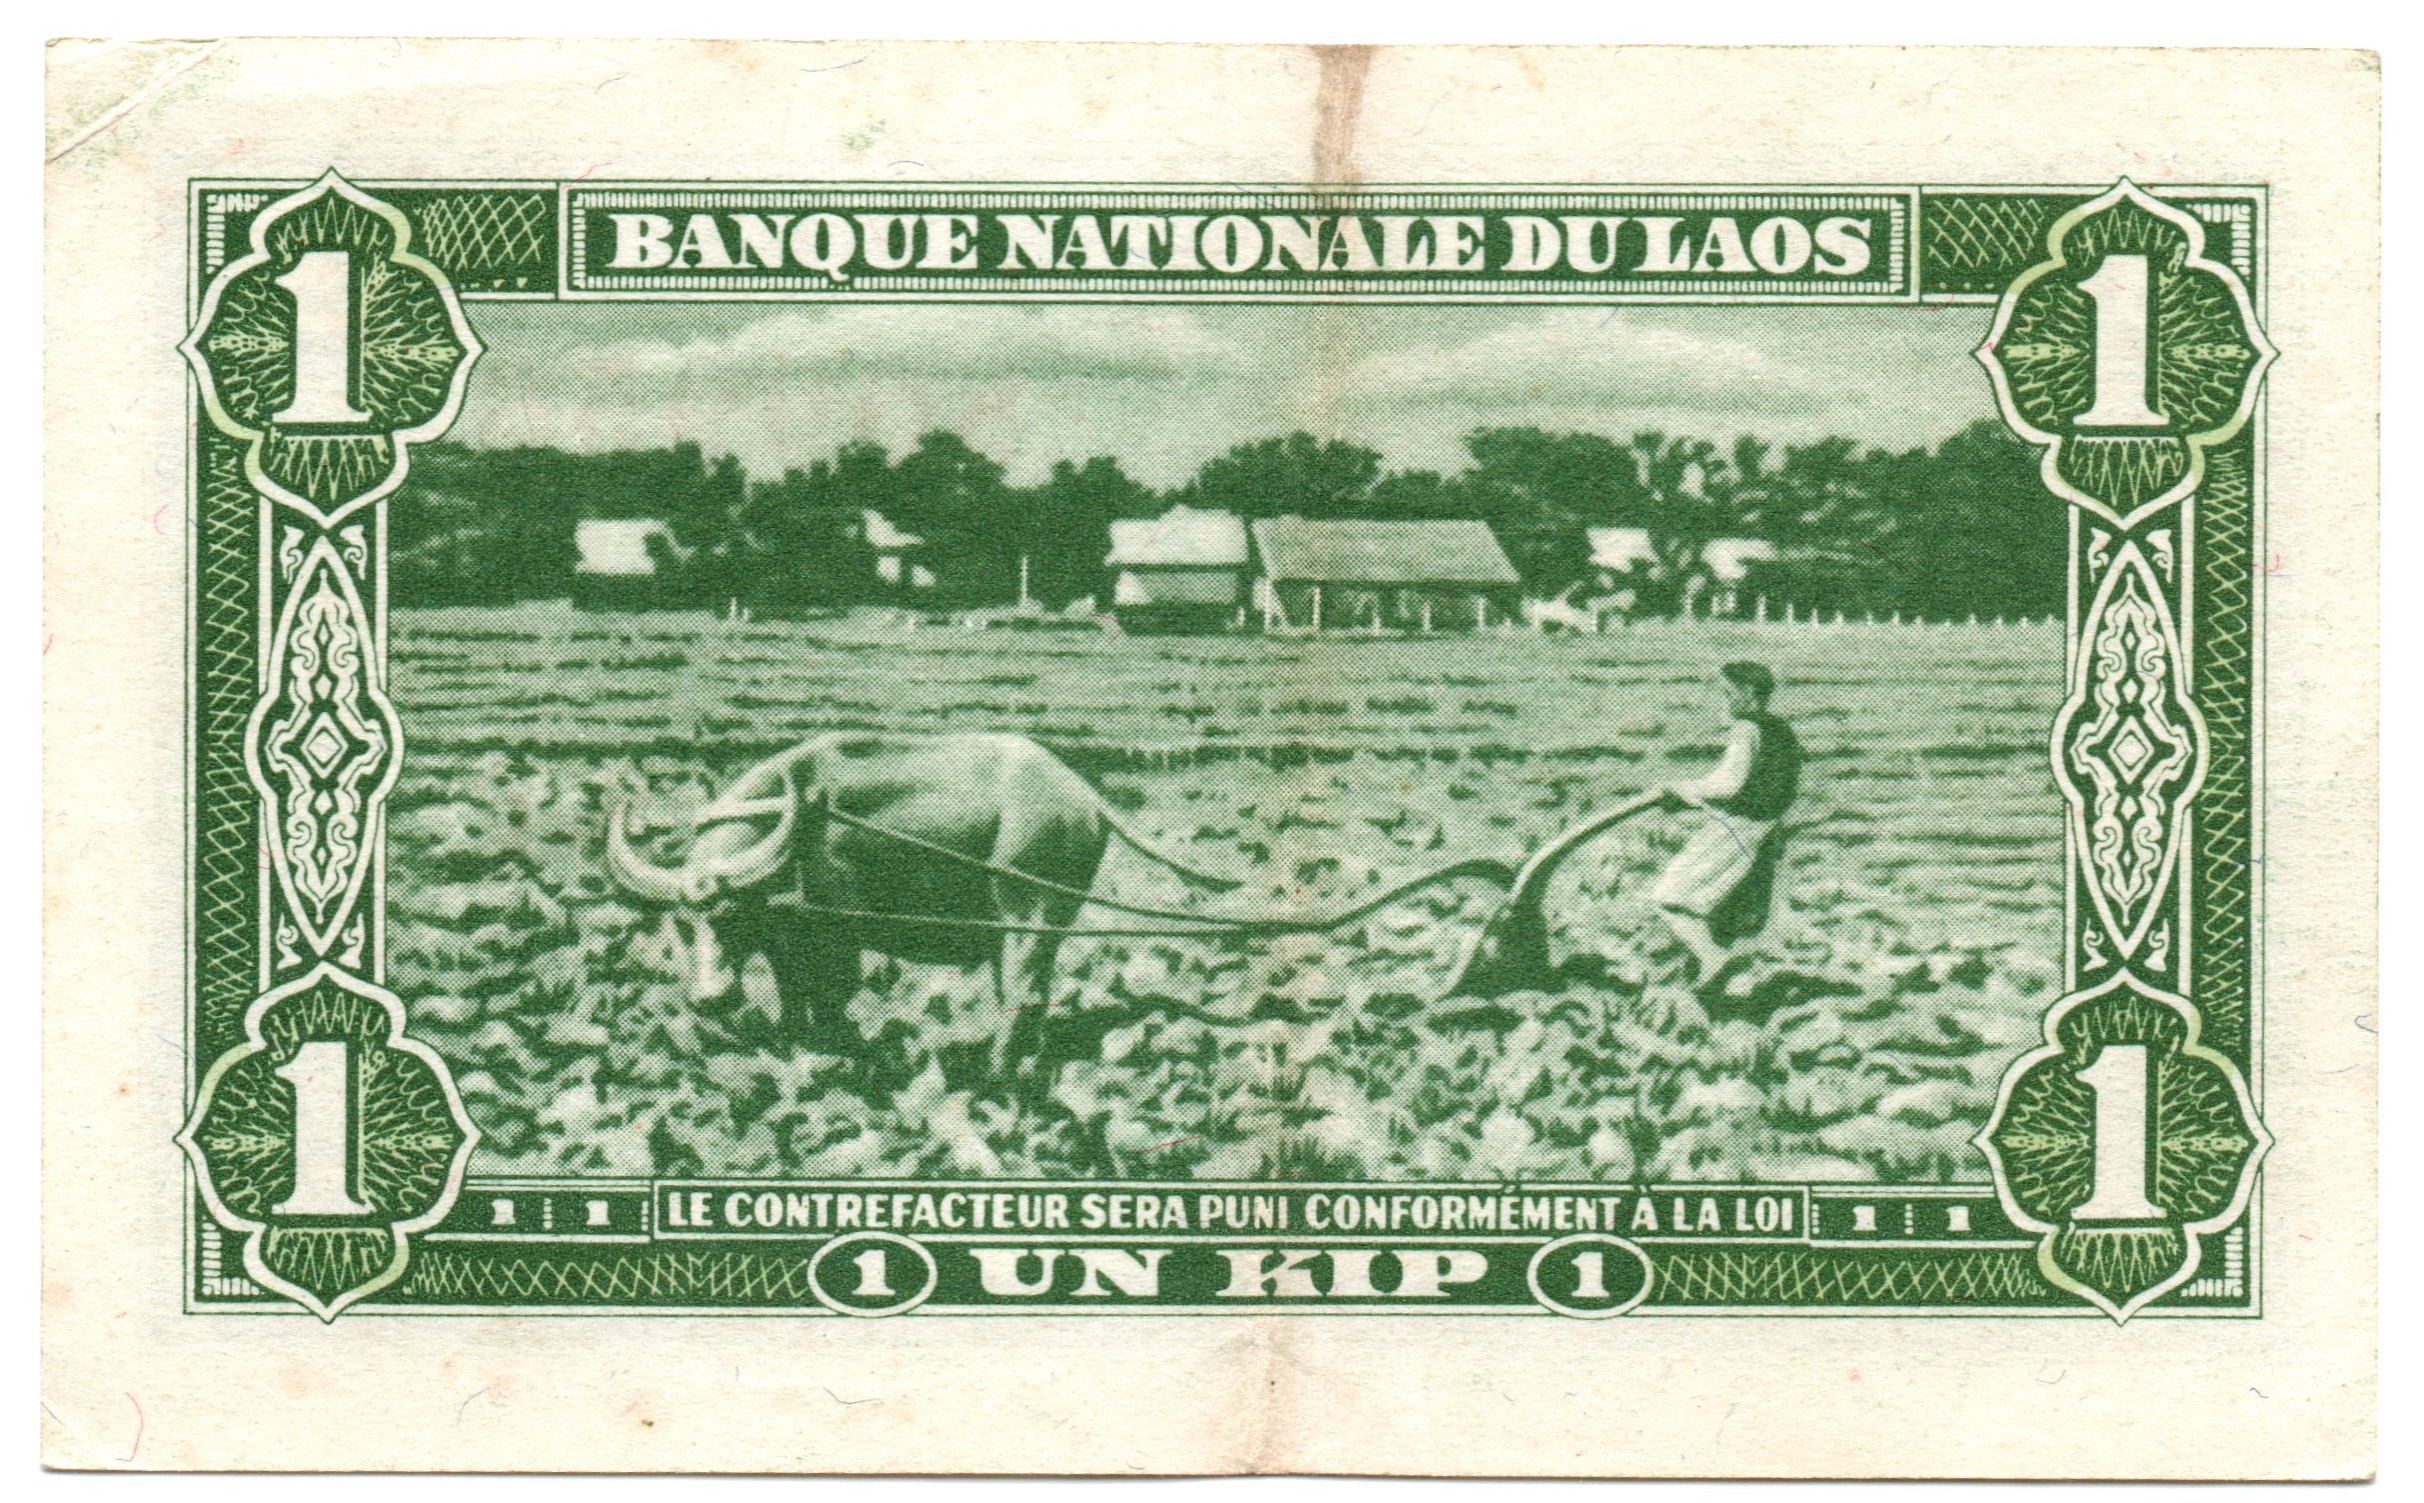 BANQUE NATIONALE DU LAOS
1 1
1 1
1 1 LE CONTREFACTEUR SERA PUNI CONFORMÉMENT À LA LOI 1 1
1 UN KIP 1